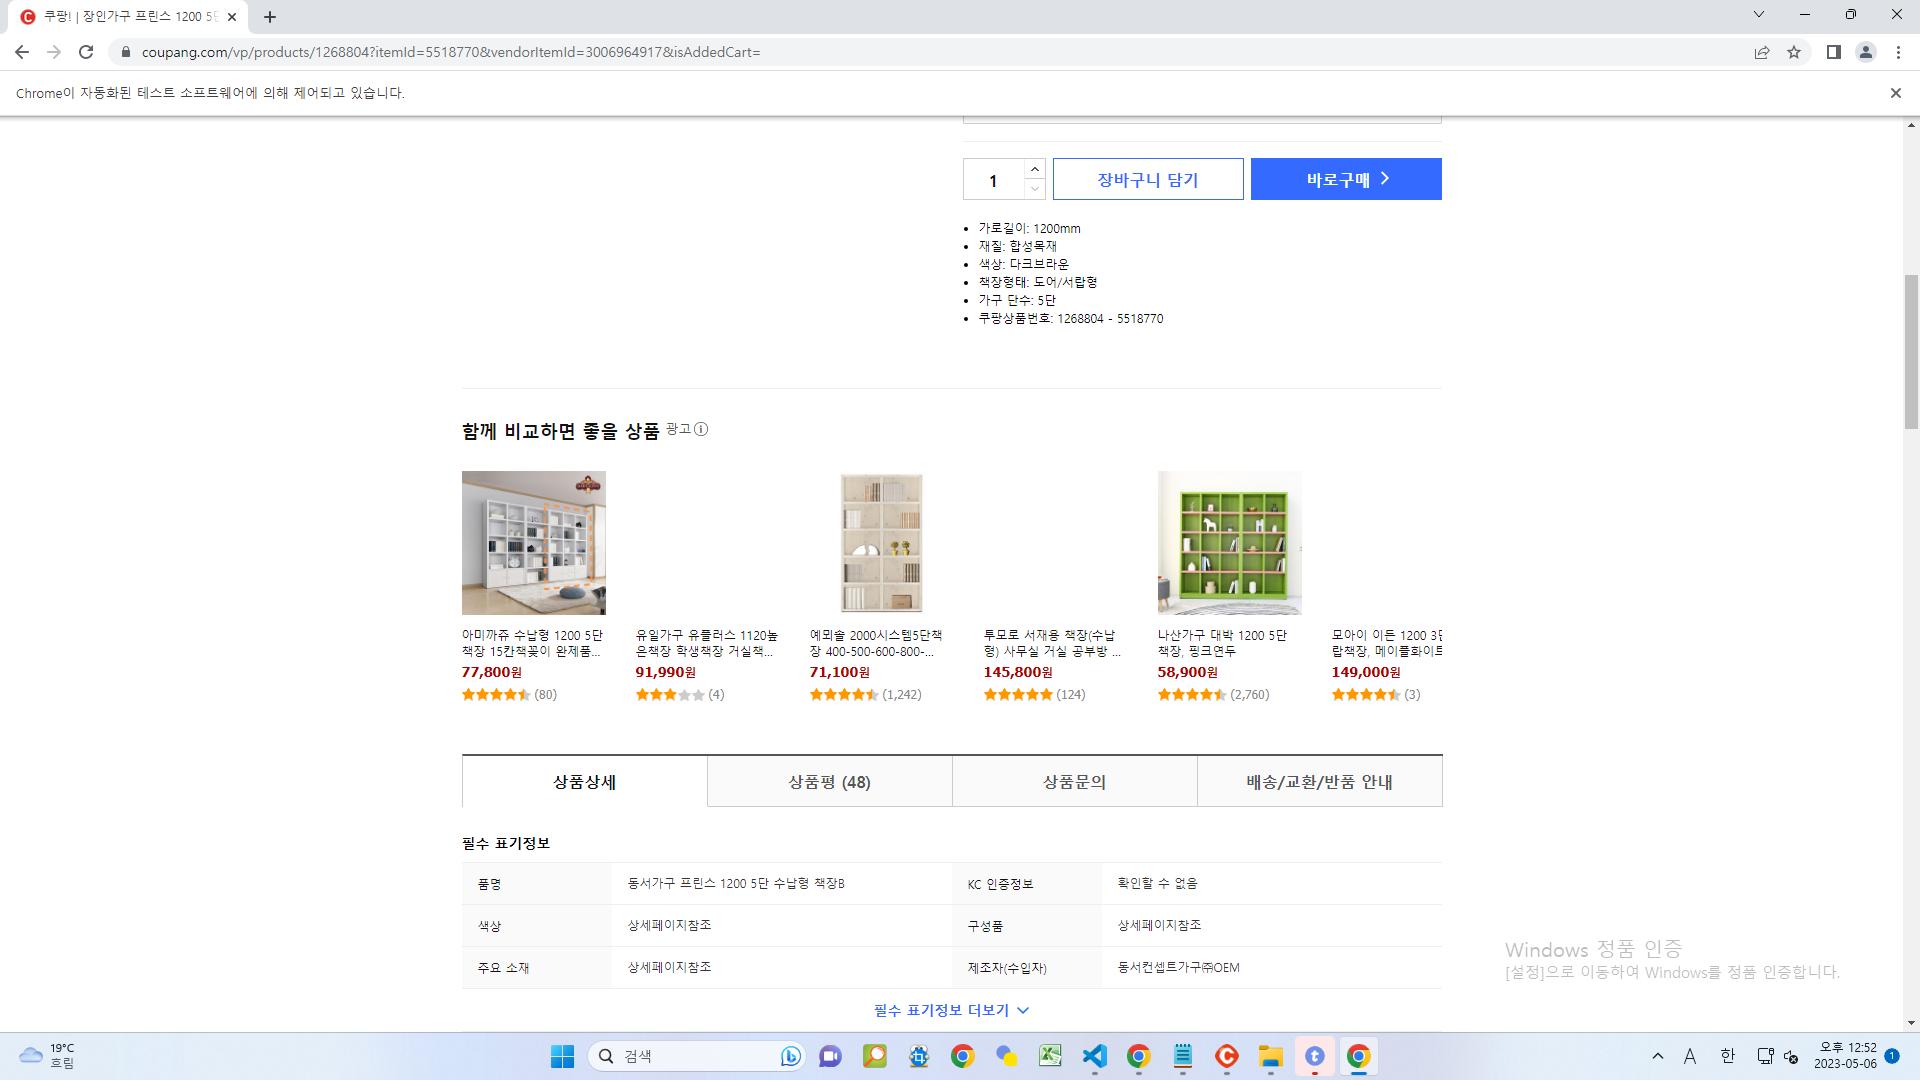 쿠팡! | 장인가구 프린스 1200 5단
coupang.com/vp/products/1268804?itemId=5518770&vendorItemId=3006964917&isAddedCart=
Chrome이 자동화된 테스트 소프트웨어에 의해 제어되고 있습니다.
1
장바구니 담기
바로구매
• 가로길이: 1200mm
• 재질: 합성목재
• 색상: 다크브라운
• 책장형태: 도어/서랍형
• 가구 단수: 5단
• 쿠팡상품번호: 1268804 - 5518770
함께 비교하면 좋을 상품 광고
아미까쥬 수납형 1200 5단
책장 15칸책꽂이 완제품...
77,800원
(80)
유일가구 유플러스 1120높
은책장 학생책장 거실책...
91,990원
(4)
예뫼솔 2000시스템5단책
장 400-500-600-800-...
71,100원
(1,242)
투모로 서재용 책장(수납
형) 사무실 거실 공부방 ...
145,800원
(124)
나산가구 대박 1200 5단
책장, 핑크연두
58,900원
(2,760)
모아이 이든 1200 3단
랍책장, 메이플화이트
149,000원
(3)
상품상세
상품평 (48)
상품문의
배송/교환/반품 안내
필수 표기정보
품명
동서가구 프린스 1200 5단 수납형 책장B
KC 인증정보
확인할 수 없음
색상
상세페이지참조
구성품
상세페이지참조
주요 소재
상세페이지참조
제조자(수입자)
동서컨셉트가구㈜OEM
필수 표기정보 더보기
Windows 정품 인증
[설정]으로 이동하여 Windows를 정품 인증합니다.
19°C
흐림
검색
A
한
오후 12:52
2023-05-06
1